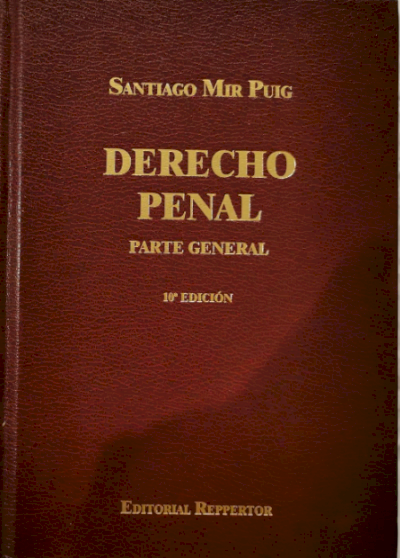 SANTIAGO MIR PUIG
DERECHO
PENAL
PARTE GENERAL
10ª EDICIÓN
EDITORIAL REPPERTOR